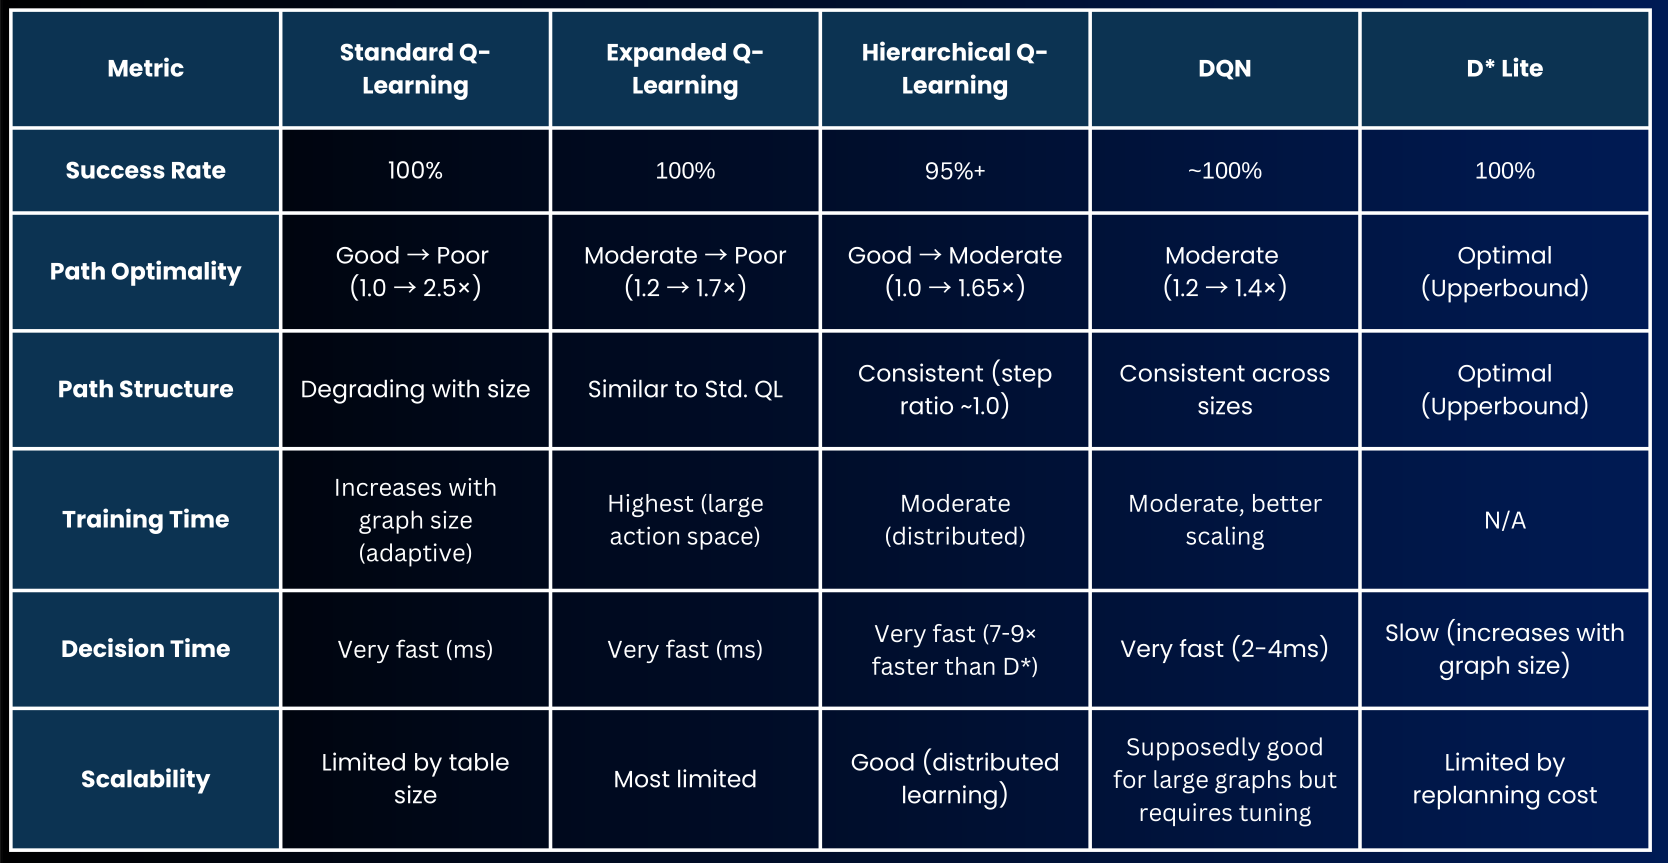 Metric
Standard Q-
Learning
Expanded Q-
Learning
Hierarchical Q-
Learning
DQN
D* Lite
Success Rate
100%
100%
95%+
~100%
100%
Path Optimality
Good → Poor
(1.0 → 2.5×)
Moderate → Poor
(1.2 → 1.7×)
Good → Moderate
(1.0 → 1.65×)
Moderate
(1.2 → 1.4×)
Optimal
(Upperbound)
Path Structure
Degrading with size
Similar to Std. QL
Consistent (step
ratio ~1.0)
Consistent across
sizes
Optimal
(Upperbound)
Training Time
Increases with
graph size
(adaptive)
Highest (large
action space)
Moderate
(distributed)
Moderate, better
scaling
N/A
Decision Time
Very fast (ms)
Very fast (ms)
Very fast (7-9×
faster than D*)
Very fast (2-4ms)
Slow (increases with
graph size)
Scalability
Limited by table
size
Most limited
Good (distributed
learning)
Supposedly good
for large graphs but
requires tuning
Limited by
replanning cost